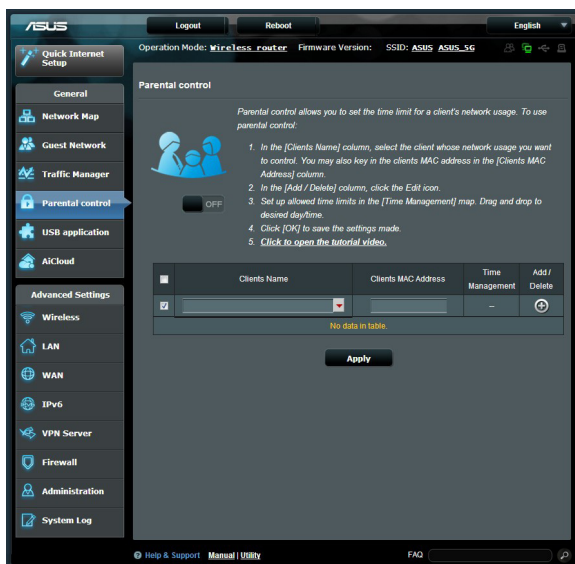 ASUS
Logout
Reboot
English
Quick Internet
Setup
Operation Mode: Wireless router Firmware Version: SSID: ASUS ASUS_5G
General
Network Map
Guest Network
Traffic Manager
Parental control
USB application
AiCloud
Advanced Settings
Wireless
LAN
WAN
IPv6
VPN Server
Firewall
Administration
System Log
Parental control
Parental control allows you to set the time limit for a client's network usage. To use
parental control:
1. In the [Clients Name] column, select the client whose network usage you want
to control. You may also key in the clients MAC address in the [Clients MAC
Address] column.
2. In the [Add / Delete] column, click the Edit icon.
3. Set up allowed time limits in the [Time Management] map. Drag and drop to
desired day/time.
4. Click [OK] to save the settings made.
5. Click to open the tutorial video.
OFF
Clients Name
Clients MAC Address
Time
Management
Add /
Delete
–
No data in table.
Apply
Help & Support Manual | Utility
FAQ